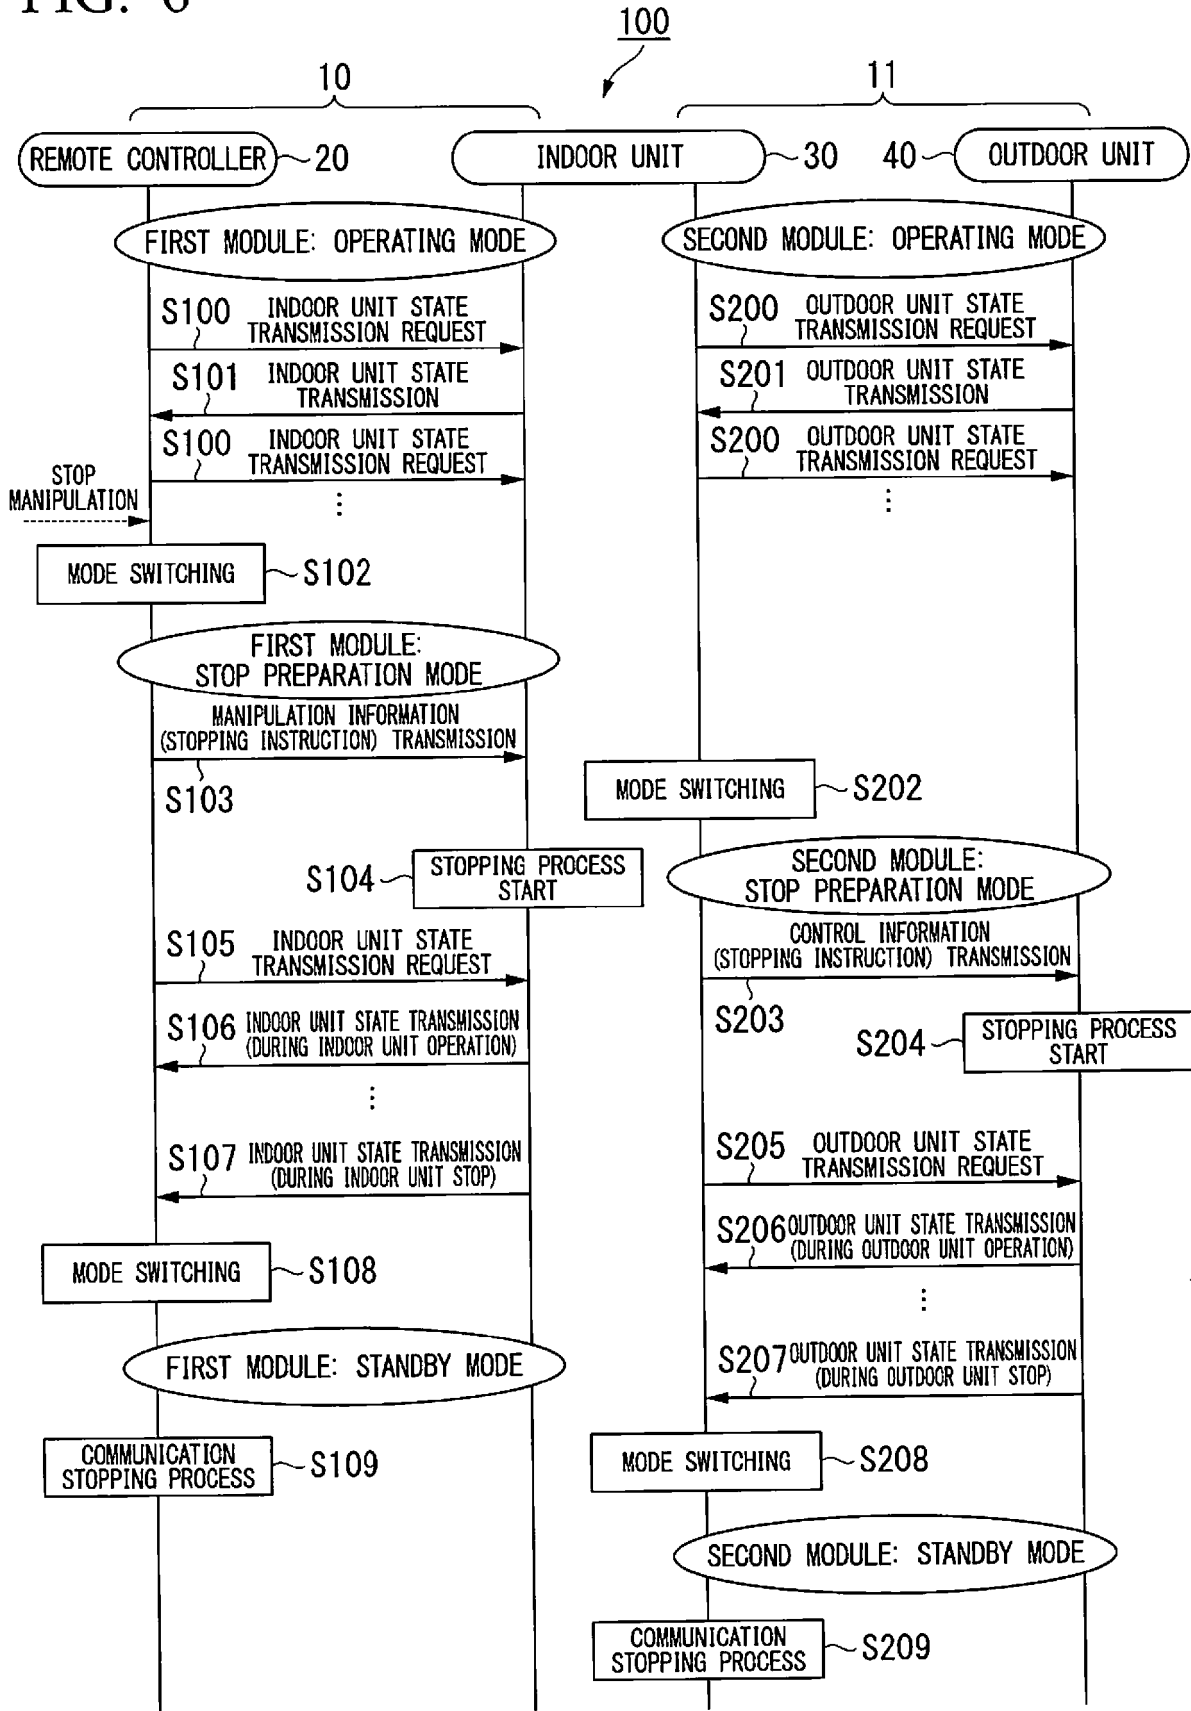 FIG. 6
100
10
11
REMOTE CONTROLLER
20
INDOOR UNIT
30
40
OUTDOOR UNIT
FIRST MODULE: OPERATING MODE
SECOND MODULE: OPERATING MODE
S100
INDOOR UNIT STATE
TRANSMISSION REQUEST
S200
OUTDOOR UNIT STATE
TRANSMISSION REQUEST
S101
INDOOR UNIT STATE
TRANSMISSION
S201
OUTDOOR UNIT STATE
TRANSMISSION
S100
INDOOR UNIT STATE
TRANSMISSION REQUEST
S200
OUTDOOR UNIT STATE
TRANSMISSION REQUEST
STOP
MANIPULATION
MODE SWITCHING
S102
FIRST MODULE:
STOP PREPARATION MODE
MANIPULATION INFORMATION
(STOPPING INSTRUCTION) TRANSMISSION
S103
MODE SWITCHING
S202
S104
STOPPING PROCESS
START
SECOND MODULE:
STOP PREPARATION MODE
S105
INDOOR UNIT STATE
TRANSMISSION REQUEST
CONTROL INFORMATION
(STOPPING INSTRUCTION) TRANSMISSION
S203
S106
INDOOR UNIT STATE TRANSMISSION
(DURING INDOOR UNIT OPERATION)
S204
STOPPING PROCESS
START
S107
INDOOR UNIT STATE TRANSMISSION
(DURING INDOOR UNIT STOP)
S205
OUTDOOR UNIT STATE
TRANSMISSION REQUEST
S206
OUTDOOR UNIT STATE TRANSMISSION
(DURING OUTDOOR UNIT OPERATION)
MODE SWITCHING
S108
FIRST MODULE: STANDBY MODE
S207
OUTDOOR UNIT STATE TRANSMISSION
(DURING OUTDOOR UNIT STOP)
COMMUNICATION
STOPPING PROCESS
S109
MODE SWITCHING
S208
SECOND MODULE: STANDBY MODE
COMMUNICATION
STOPPING PROCESS
S209